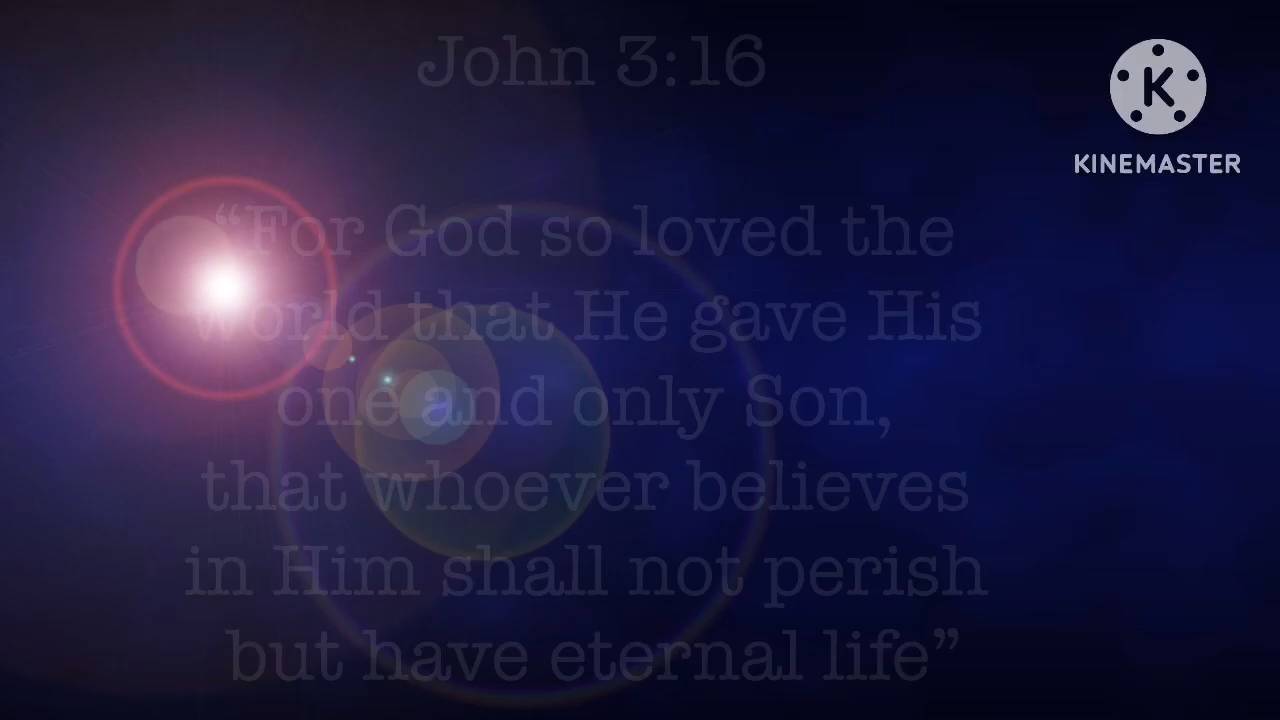 John 3:16
KINEMASTER
“For God so loved the
world that He gave His
one and only Son,
that whoever believes
in Him shall not perish
but have eternal life”